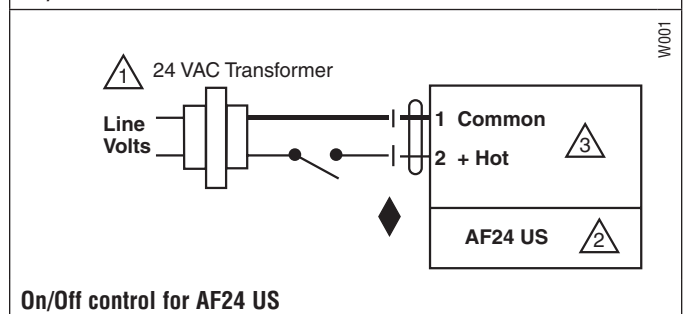 W001
1 24 VAC Transformer
Line
Volts
1 Common
2 + Hot
3
AF24 US 2
On/Off control for AF24 US